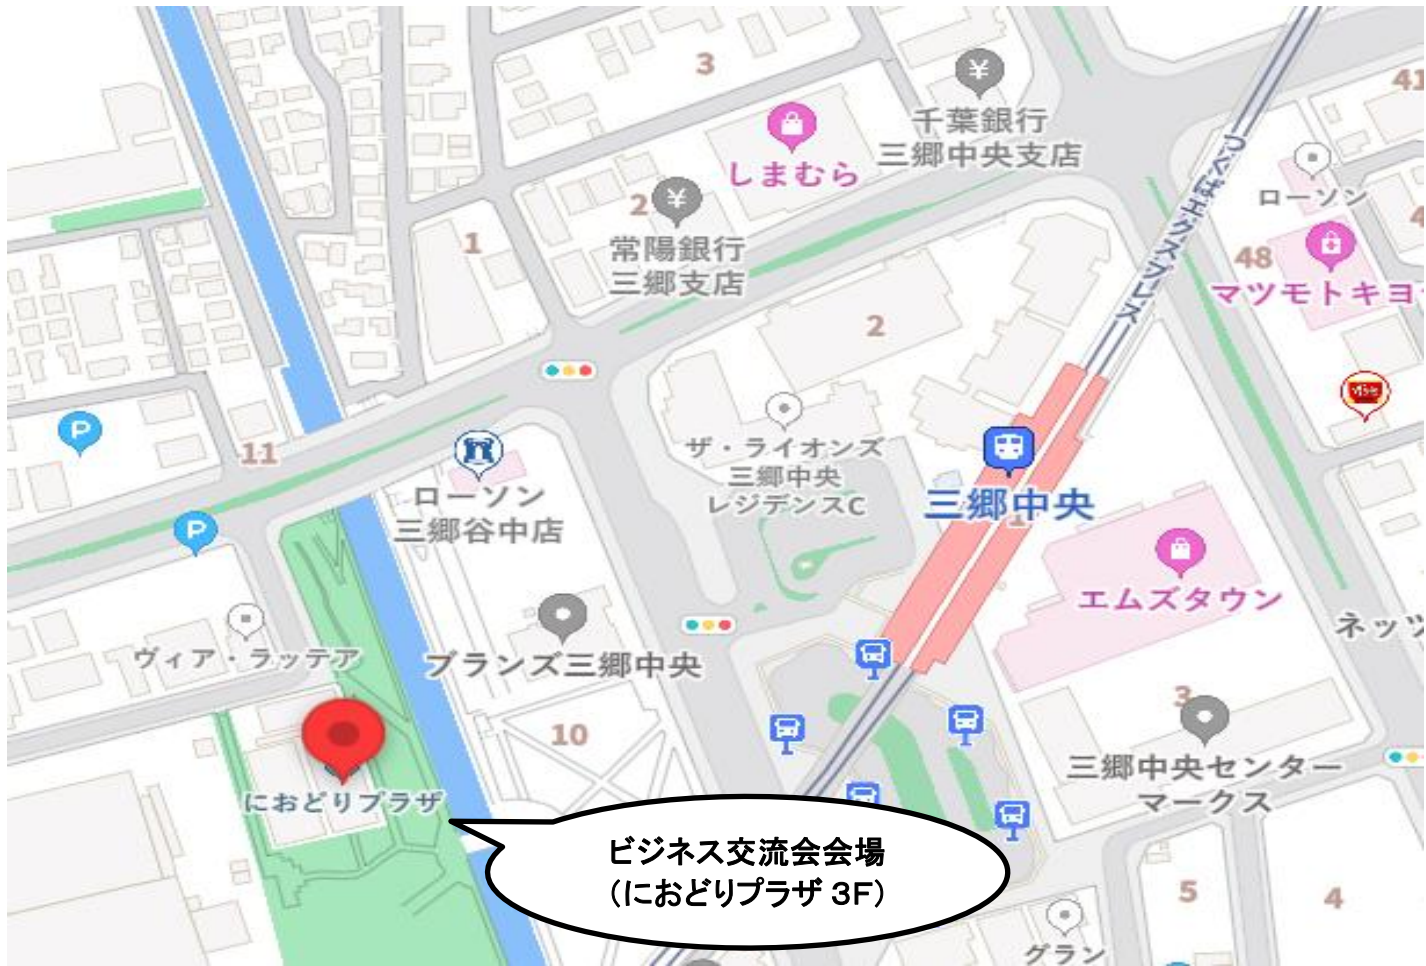 3
41
千葉銀行
三郷中央支店
しまむら
つくばエクスプレス
ローソン
2
常陽銀行
三郷支店
1
48
マツモトキヨ
2
11
P
ザ・ライオンズ
三郷中央
レジデンスC
三郷中央
1
ローソン
三郷谷中店
P
エムズタウン
ネッツ
ヴィア・ラッテア
ブランズ三郷中央
10
3
三郷中央センター
マークス
におどりプラザ
ビジネス交流会会場
（におどりプラザ 3F）
5
4
グラン